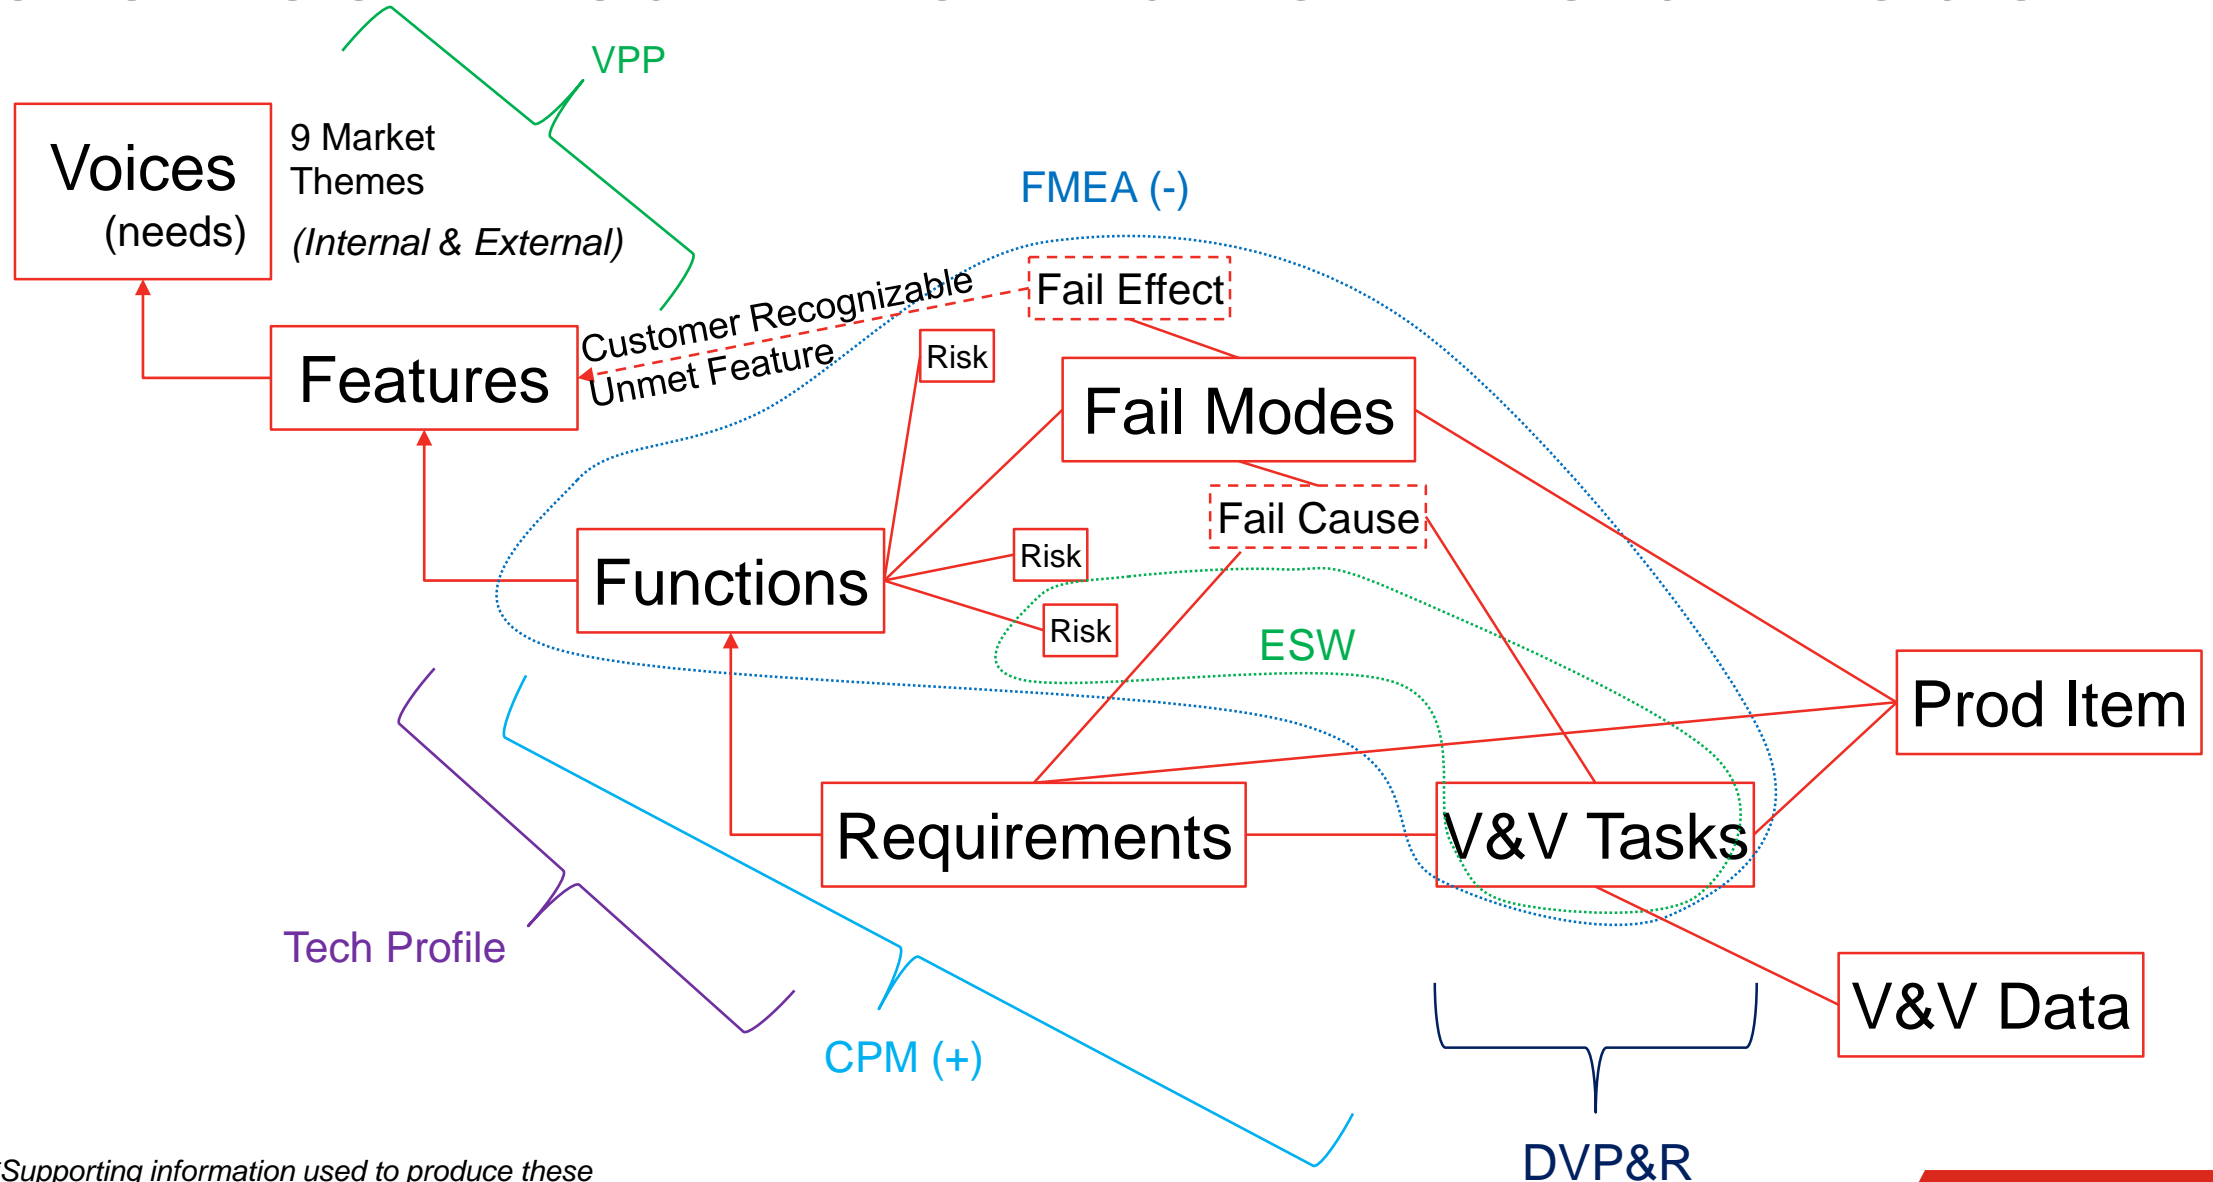 VPP
Voices
(needs)
9 Market
Themes
(Internal & External)
FMEA (-)
Fail Effect
Customer Recognizable
Unmet Feature
Risk
Features
Fail Modes
Fail Cause
Functions
Risk
Risk
ESW
Prod Item
Requirements
V&V Tasks
Tech Profile
V&V Data
CPM (+)
DVP&R
Supporting information used to produce these